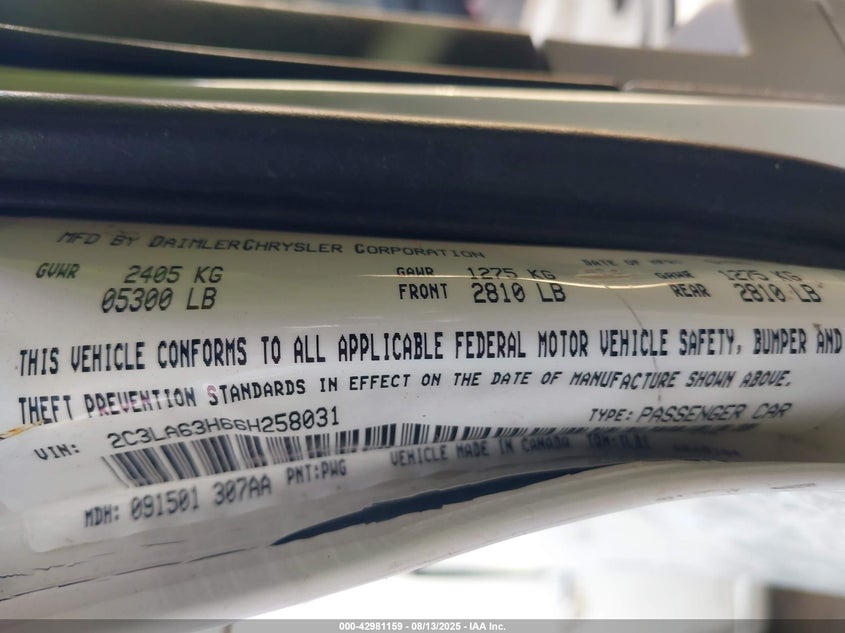 MFD BY DAIMLERCHRYSLER CORPORATION DATE OF MFR:
GVWR 2405 KG GAWR 1275 KG GAWR 1275 KG
05300 LB FRONT 2810 LB REAR 2810 LB
THIS VEHICLE CONFORMS TO ALL APPLICABLE FEDERAL MOTOR VEHICLE SAFETY, BUMPER AND
THEFT PREVENTION STANDARDS IN EFFECT ON THE DATE OF MANUFACTURE SHOWN ABOVE.
VIN: 2C3LA63H66H258031 TYPE: PASSENGER CAR
MDH: 091501 307AA PNT:PWG VEHICLE MADE IN CANADA
000-42981159 - 08/13/2025 - IAA Inc.